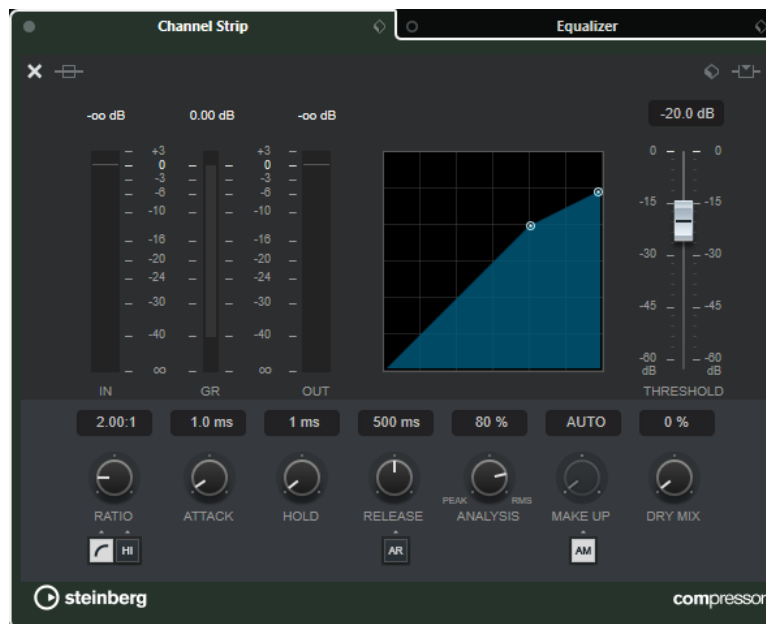 Channel Strip
Equalizer
-oo dB 0.00 dB -oo dB
-20.0 dB
+3 +3 0 0
0 0
-3 -3
-6 -6 -15 -15
-10 -10
-16 -16 -30 -30
-20 -20
-24 -24
-30 -30 -45 -45
-40 -40
∞ ∞ -60 -60
dB dB
IN GR OUT THRESHOLD
2.00:1 1.0 ms 1 ms 500 ms 80 % AUTO 0 %
PEAK RMS
RATIO ATTACK HOLD RELEASE ANALYSIS MAKE UP DRY MIX
HI AR AM
steinberg compressor